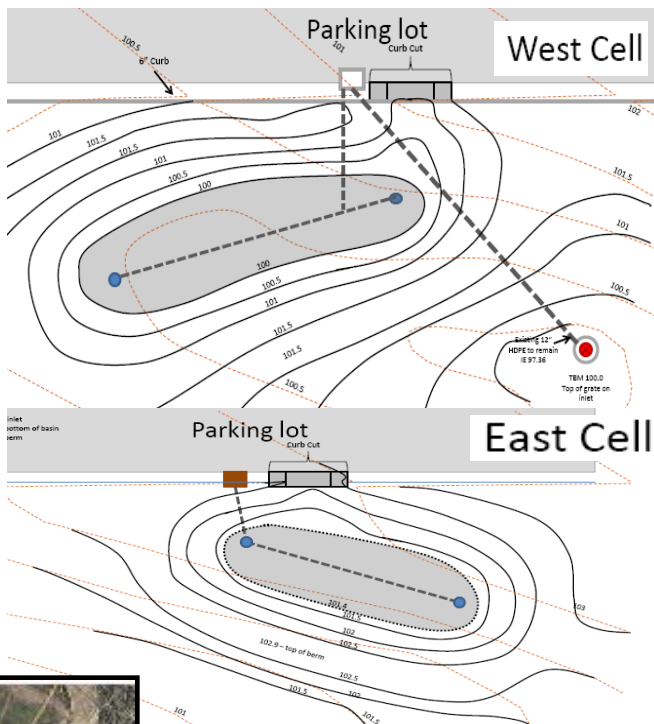 Parking lot
West Cell
Curb Cut
100.5
101
6" Curb
102
101
101.5
101.5
101
100.5
100
101.5
101
100.5
100
100.5
101
101.5
101.5
100.5
Existing 12"
HDPE to remain
IE 97.36
TBM 100.0
Top of grate on
inlet
inlet
bottom of basin
berm
Parking lot
East Cell
Curb Cut
101.4
101.5
102
102.5
102.9 – top of berm
103
102.5
102
101.5
101
101.5